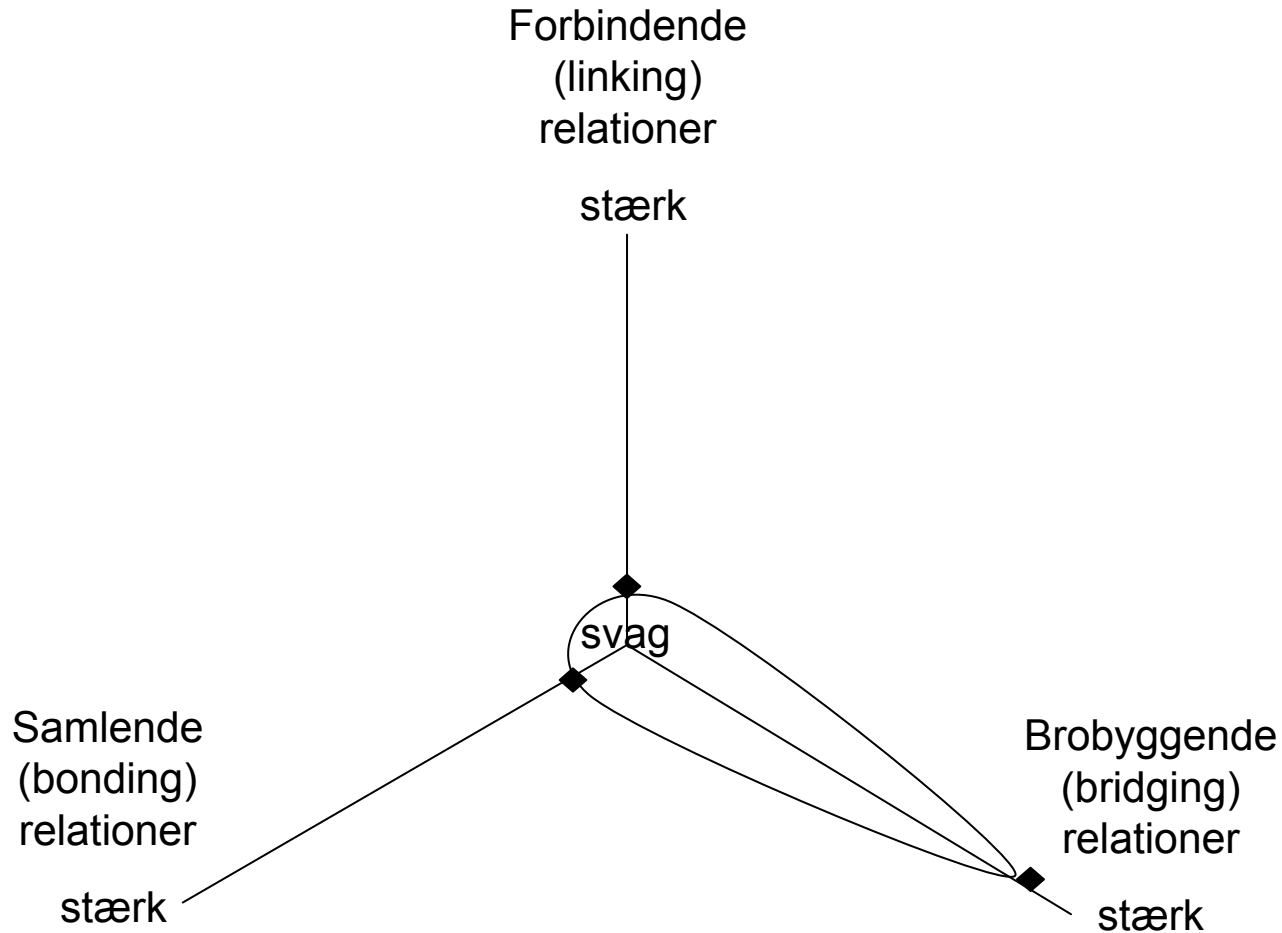 Forbindende
(linking)
relationer
stærk
svag
Samlende
(bonding)
relationer
stærk
Brobyggende
(bridging)
relationer
stærk